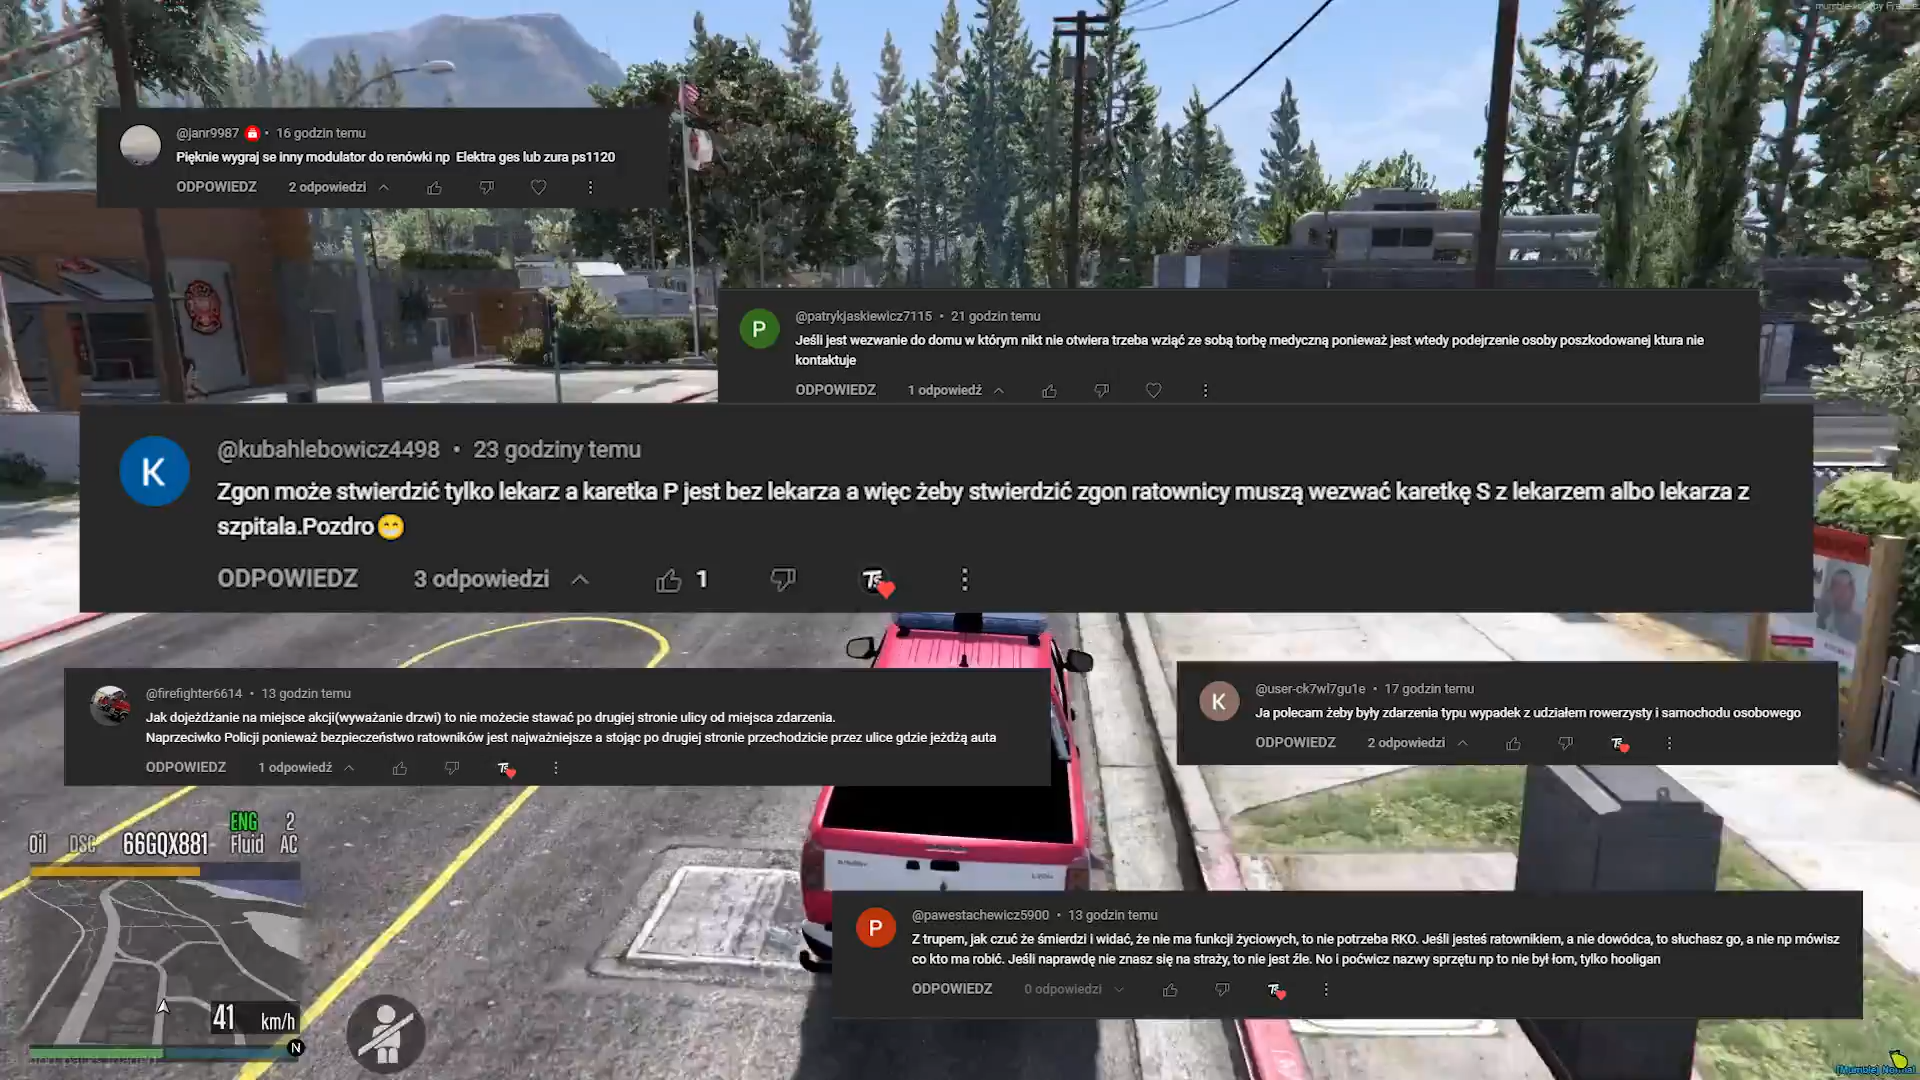 @janr9987 • 16 godzin temu
Pięknie wygraj se inny modulator do renówki np Elektra ges lub zura ps1120
ODPOWIEDZ 2 odpowiedzi
@patrykjaskiewicz7115 • 21 godzin temu
Jeśli jest wezwanie do domu w którym nikt nie otwiera trzeba wziąć ze sobą torbę medyczną ponieważ jest wtedy podejrzenie osoby poszkodowanej ktura nie
kontaktuje
ODPOWIEDZ 1 odpowiedź
@kubahlebowicz4498 • 23 godziny temu
Zgon może stwierdzić tylko lekarz a karetka P jest bez lekarza a więc żeby stwierdzić zgon ratownicy muszą wezwać karetkę S z lekarzem albo lekarza z
szpitala.Pozdro😁
ODPOWIEDZ 3 odpowiedzi 1
@firefighter6614 • 13 godzin temu
Jak dojeżdżanie na miejsce akcji(wyważanie drzwi) to nie możecie stawać po drugiej stronie ulicy od miejsca zdarzenia.
Naprzeciwko Policji ponieważ bezpieczeństwo ratowników jest najważniejsze a stojąc po drugiej stronie przechodzicie przez ulice gdzie jeżdżą auta
ODPOWIEDZ 1 odpowiedź
@user-ck7wl7gu1e • 17 godzin temu
Ja polecam żeby były zdarzenia typu wypadek z udziałem rowerzysty i samochodu osobowego
ODPOWIEDZ 2 odpowiedzi
@pawestachewicz5900 • 13 godzin temu
Z trupem, jak czuć że śmierdzi i widać, że nie ma funkcji życiowych, to nie potrzeba RKO. Jeśli jesteś ratownikiem, a nie dowódca, to słuchasz go, a nie np mówisz
co kto ma robić. Jeśli naprawdę nie znasz się na straży, to nie jest źle. No i poćwicz nazwy sprzętu np to nie był łom, tylko hooligan
ODPOWIEDZ 0 odpowiedzi
ENG 2
Oil DSC 66GQX881 Fluid AC
41 km/h
N
[Mumble] Normal